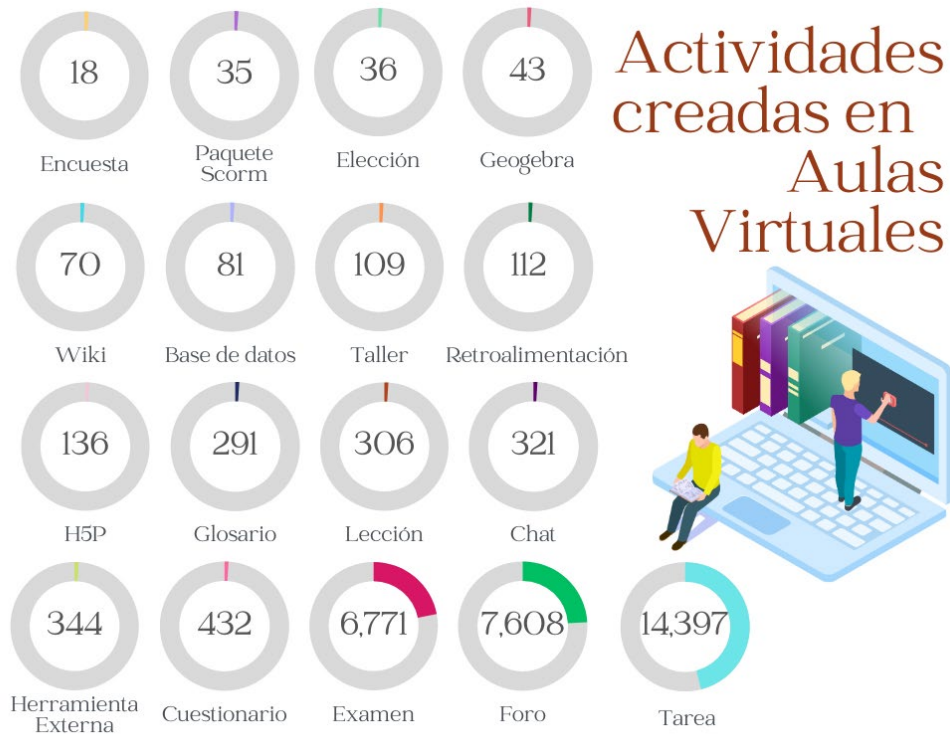 Actividades
creadas en
Aulas
Virtuales
18
35
36
43
Encuesta
Paquete
Scorm
Elección
Geogebra
70
81
109
112
Wiki
Base de datos
Taller
Retroalimentación
136
291
306
321
H5P
Glosario
Lección
Chat
344
432
6,771
7,608
14,397
Herramienta
Externa
Cuestionario
Examen
Foro
Tarea